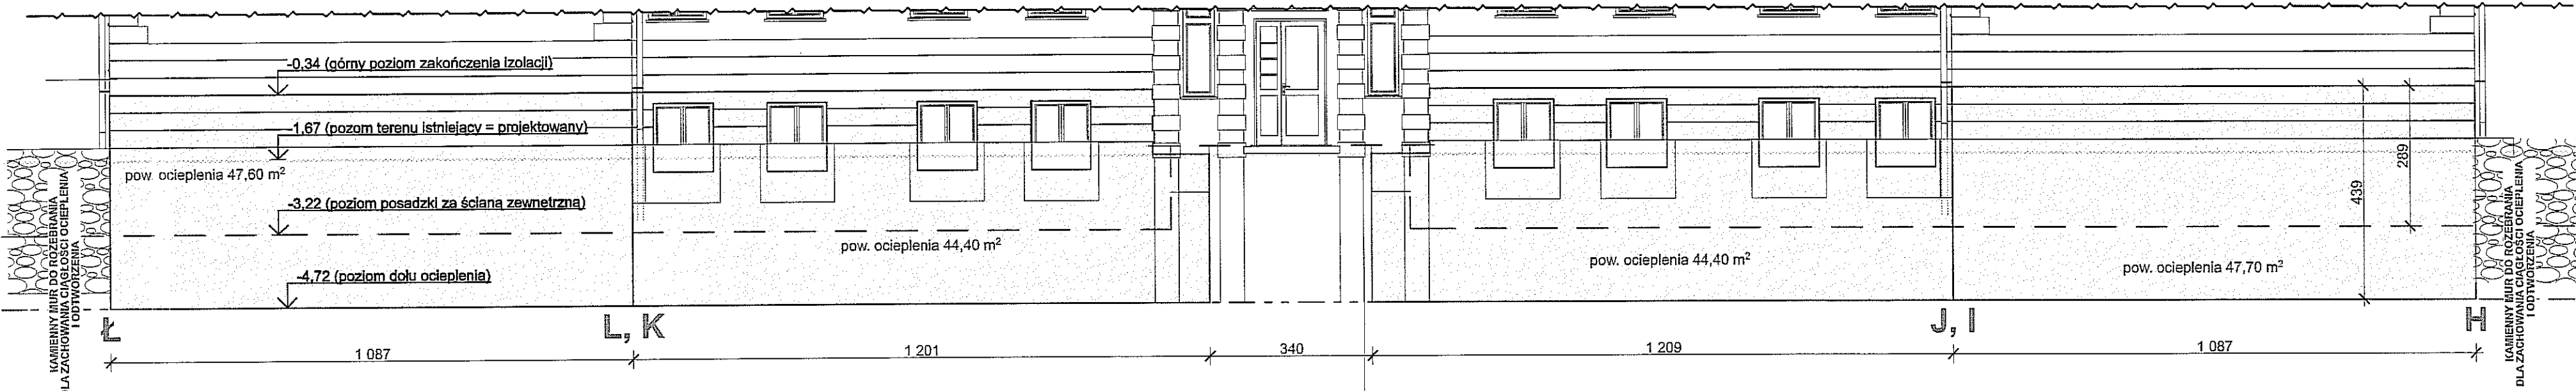 -0,34 (górny poziom zakończenia izolacji)
-1,67 (pozom terenu istniejący = projektowany)
pow. ocieplenia 47,60 m²
-3,22 (poziom posadzki za ścianą zewnętrzną)
pow. ocieplenia 44,40 m²
-4,72 (poziom dołu ocieplenia)
pow. ocieplenia 44,40 m²
pow. ocieplenia 47,70 m²
289
439
KAMIENNY MUR DO ROZEBRANIA
DLA ZACHOWANIA CIĄGŁOŚCI OCIEPLENIA
I ODTWORZENIA
KAMIENNY MUR DO ROZEBRANIA
DLA ZACHOWANIA CIĄGŁOŚCI OCIEPLENIA
I ODTWORZENIA
Ł
L, K
J, I
H
1 087
1 201
340
1 209
1 087